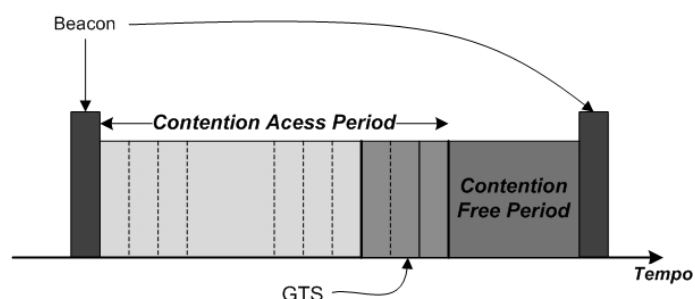 Beacon
Contention Acess Period
Contention
Free Period
Tempo
GTS